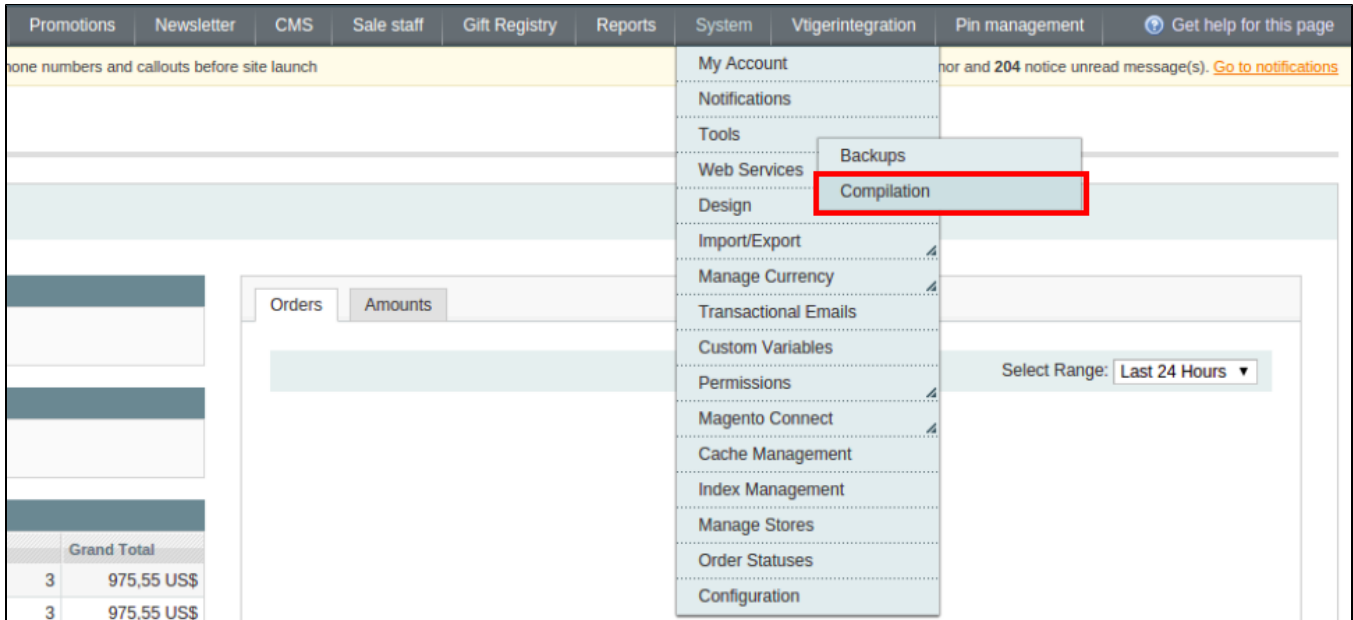 Promotions Newsletter CMS Sale staff Gift Registry Reports System Vtigerintegration Pin management Get help for this page
numbers and callouts before site launch
and 204 notice unread message(s). Go to notifications
My Account
Notifications
Tools
Web Services
Design
Import/Export
Manage Currency
Transactional Emails
Custom Variables
Permissions
Magento Connect
Cache Management
Index Management
Manage Stores
Order Statuses
Configuration
Backups
Compilation
Orders Amounts
Select Range: Last 24 Hours
Grand Total
3 975,55 US$
3 975,55 US$